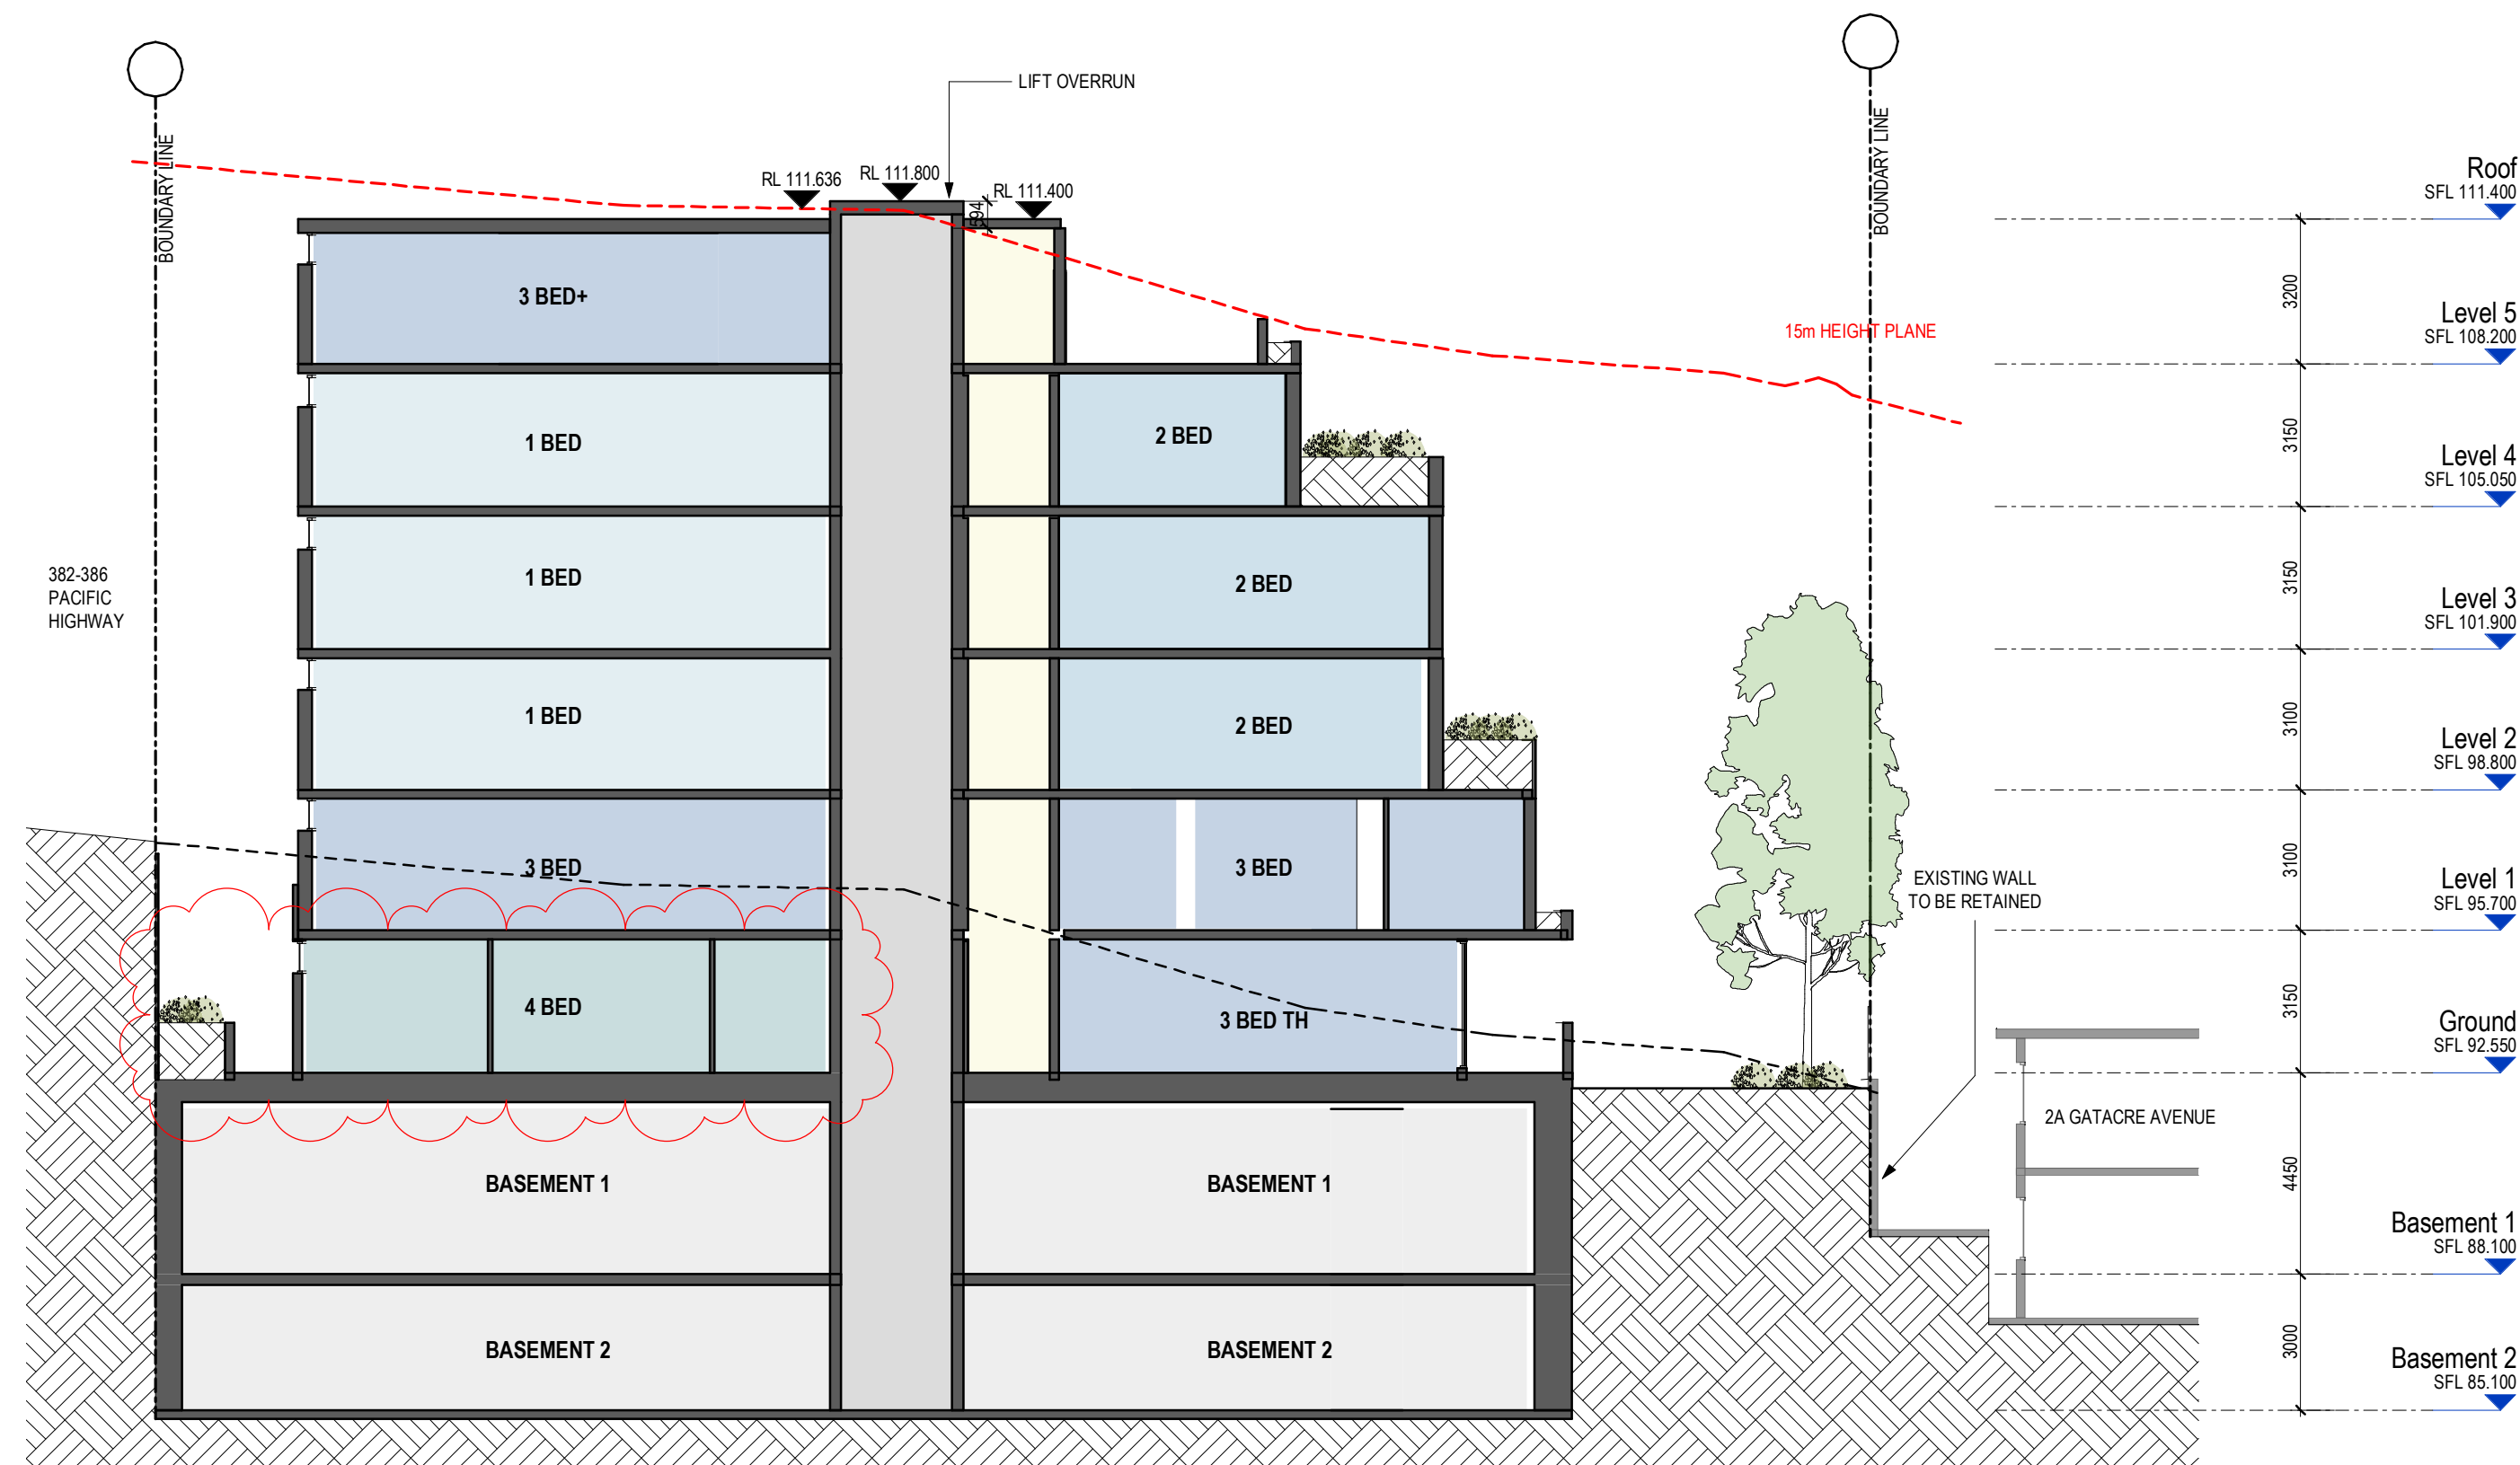 LIFT OVERRUN
BOUNDARY LINE
BOUNDARY LINE
RL 111.636
RL 111.800
RL 111.400
594
Roof
SFL 111.400
3200
3 BED+
15m HEIGHT PLANE
Level 5
SFL 108.200
3150
1 BED
2 BED
Level 4
SFL 105.050
3150
382-386
PACIFIC
HIGHWAY
1 BED
2 BED
Level 3
SFL 101.900
3100
1 BED
2 BED
Level 2
SFL 98.800
3100
3 BED
3 BED
EXISTING WALL
TO BE RETAINED
Level 1
SFL 95.700
3150
4 BED
3 BED TH
Ground
SFL 92.550
2A GATACRE AVENUE
4450
BASEMENT 1
BASEMENT 1
Basement 1
SFL 88.100
3000
BASEMENT 2
BASEMENT 2
Basement 2
SFL 85.100